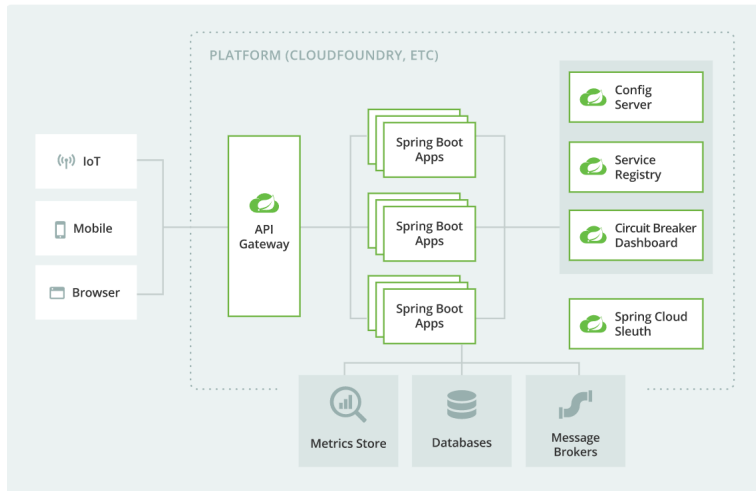 PLATFORM (CLOUDFOUNDRY, ETC)
IoT
Mobile
Browser
API
Gateway
Spring Boot
Apps
Spring Boot
Apps
Spring Boot
Apps
Config
Server
Service
Registry
Circuit Breaker
Dashboard
Spring Cloud
Sleuth
Metrics Store
Databases
Message
Brokers